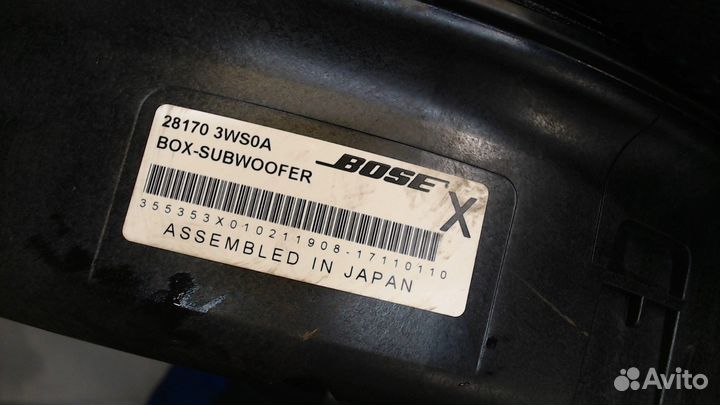 28170 3WS0A
BOX-SUBWOOFER
BOSE
X
355353X010211908-17110110
ASSEMBLED IN JAPAN
Avito